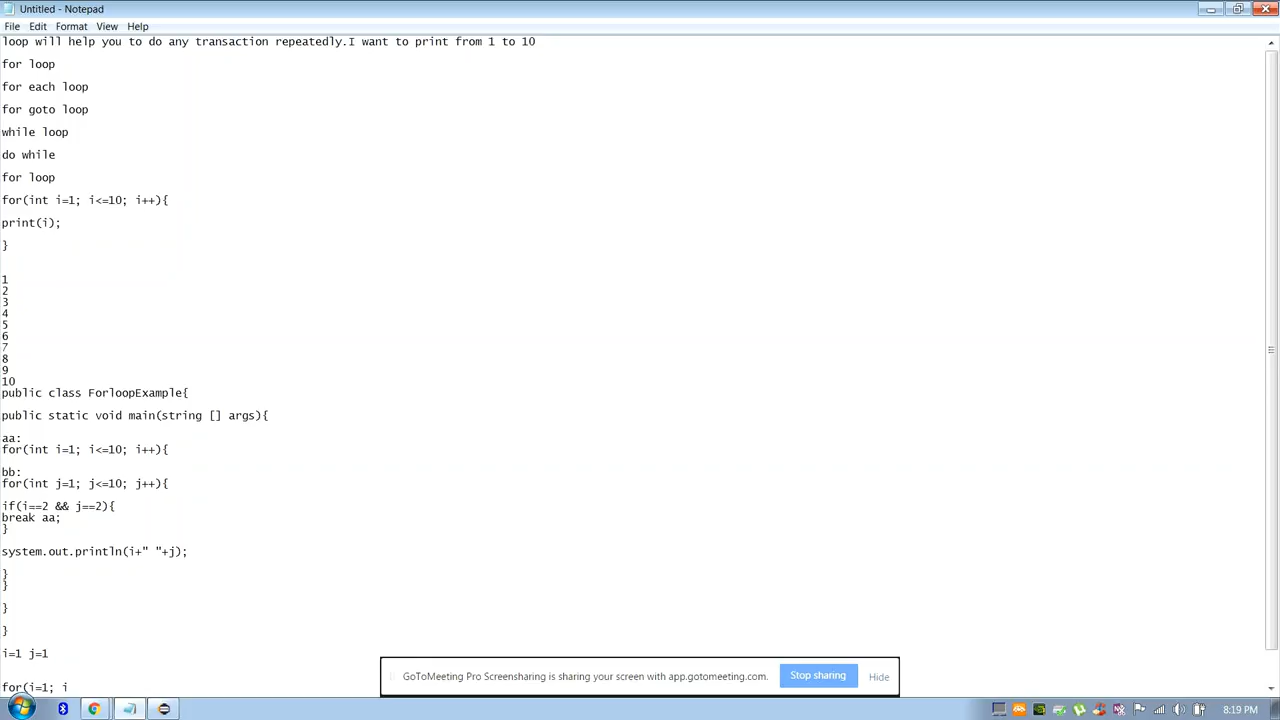 Untitled - Notepad
File Edit Format View Help
loop will help you to do any transaction repeatedly.I want to print from 1 to 10
for loop
for each loop
for goto loop
while loop
do while
for loop
for(int i=1; i<=10; i++){
print(i);
}
1
2
3
4
5
6
7
8
9
10
public class ForloopExample{
public static void main(string [] args){
aa:
for(int i=1; i<=10; i++){
bb:
for(int j=1; j<=10; j++){
if(i==2 && j==2){
break aa;
}
system.out.println(i+" "+j);
}
}
}
}
i=1 j=1
for(i=1; i
GoToMeeting Pro Screensharing is sharing your screen with app.gotomeeting.com.
Stop sharing
Hide
8:19 PM